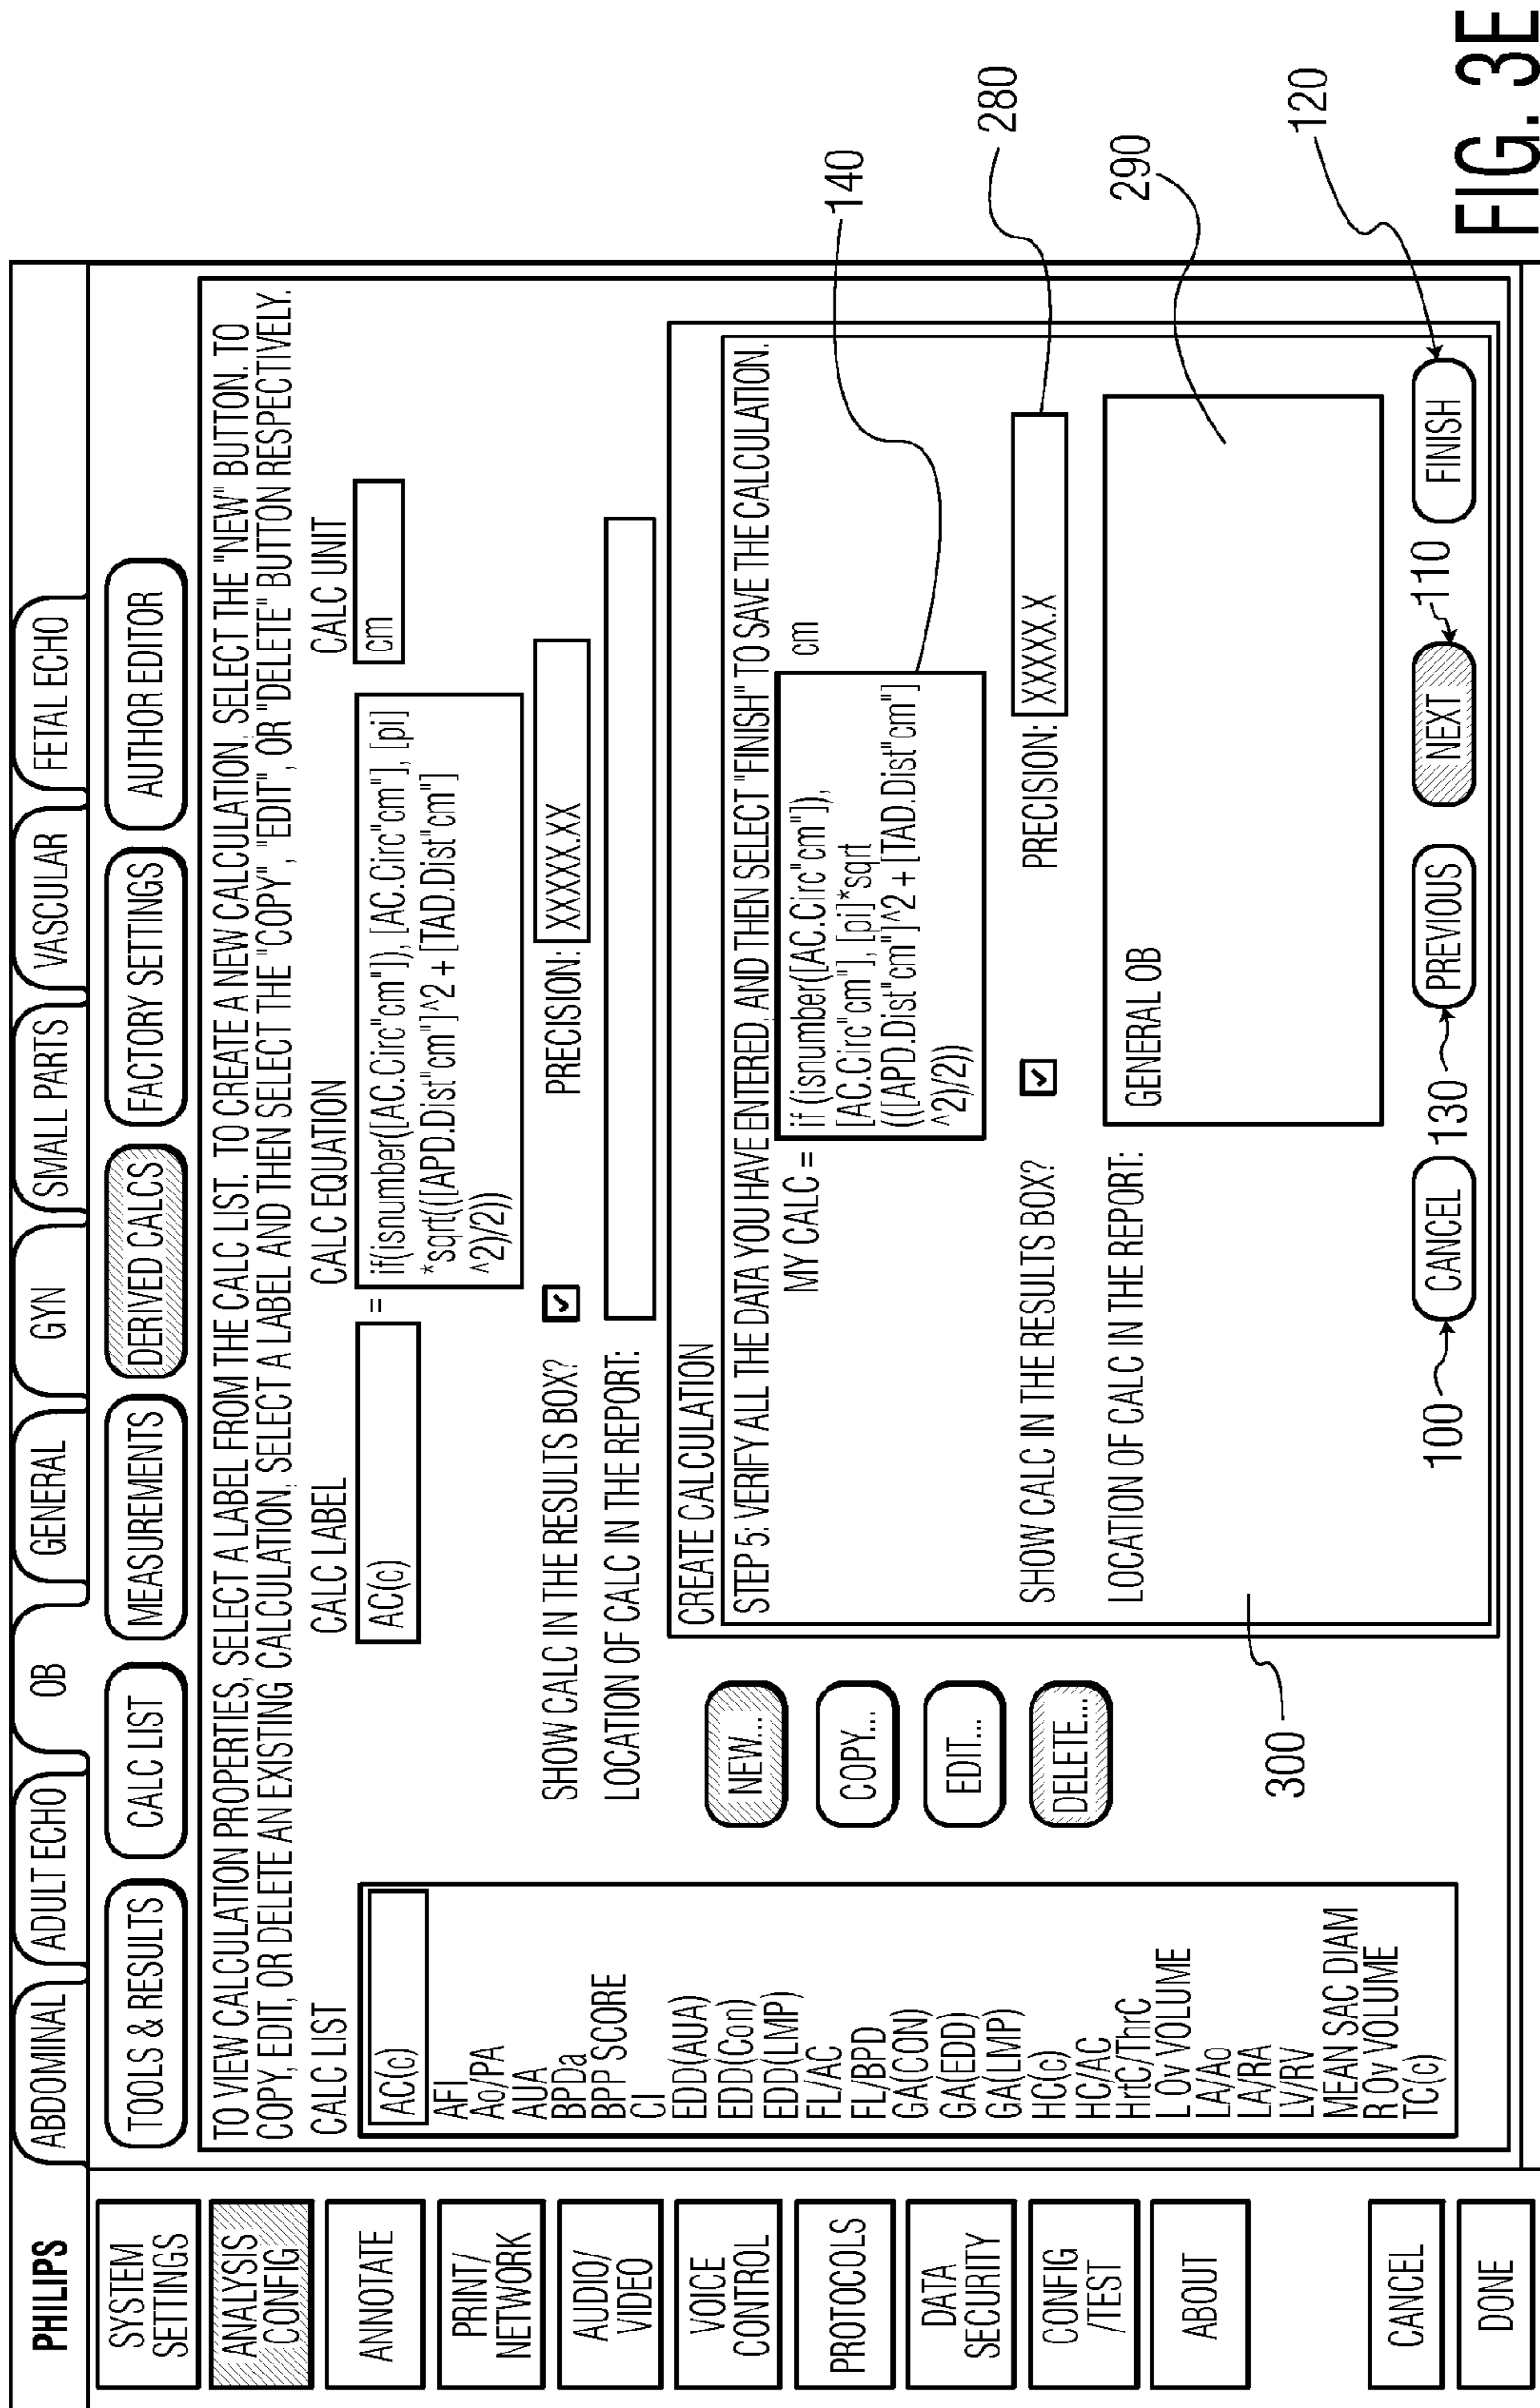 PHILIPS
ABDOMINAL
ADULT ECHO
OB
GENERAL
GYN
SMALL PARTS
VASCULAR
FETAL ECHO
SYSTEM
SETTINGS
ANALYSIS
CONFIG
ANNOTATE
PRINT/
NETWORK
AUDIO/
VIDEO
VOICE
CONTROL
PROTOCOLS
DATA
SECURITY
CONFIG
/TEST
ABOUT
CANCEL
DONE
TOOLS & RESULTS
CALC LIST
MEASUREMENTS
DERIVED CALCS
FACTORY SETTINGS
AUTHOR EDITOR
TO VIEW CALCULATION PROPERTIES, SELECT A LABEL FROM THE CALC LIST. TO CREATE A NEW CALCULATION, SELECT THE "NEW" BUTTON. TO
COPY, EDIT, OR DELETE AN EXISTING CALCULATION, SELECT A LABEL AND THEN SELECT THE "COPY", "EDIT", OR "DELETE" BUTTON RESPECTIVELY.
CALC LIST
AC(c)
AFI
Ao/PA
AUA
BPDa
BPP SCORE
CI
EDD(AUA)
EDD(Con)
EDD(LMP)
FL/AC
FL/BPD
GA(CON)
GA(EDD)
GA(LMP)
HC(c)
HC/AC
HrtC/ThrC
L Ov VOLUME
LA/Ao
LA/RA
LV/RV
MEAN SAC DIAM
R Ov VOLUME
TC(c)
CALC LABEL
AC(c)
=
CALC EQUATION
if(isnumber([AC.Circ"cm"]), [AC.Circ"cm"], [pi]
*sqrt(([APD.Dist"cm"]^2 + [TAD.Dist"cm"]
^2)/2))
CALC UNIT
cm
SHOW CALC IN THE RESULTS BOX?
PRECISION: XXXXX.XX
LOCATION OF CALC IN THE REPORT:
NEW...
COPY...
EDIT...
DELETE...
CREATE CALCULATION
STEP 5: VERIFY ALL THE DATA YOU HAVE ENTERED, AND THEN SELECT "FINISH" TO SAVE THE CALCULATION.
MY CALC =
if (isnumber([AC.Circ"cm"]),
[AC.Circ"cm"], [pi]*sqrt
(([APD.Dist"cm"]^2 + [TAD.Dist"cm"]
^2)/2))
cm
140
SHOW CALC IN THE RESULTS BOX?
PRECISION: XXXXX.X
280
LOCATION OF CALC IN THE REPORT:
GENERAL OB
290
300
CANCEL
PREVIOUS
NEXT
FINISH
100
130
110
120
FIG. 3E